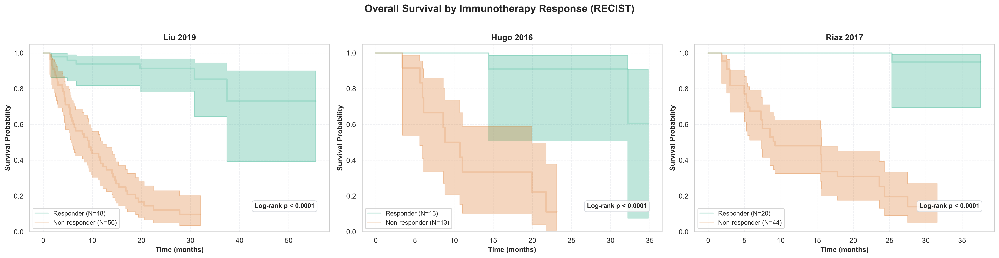 Overall Survival by Immunotherapy Response (RECIST)
Liu 2019
Survival Probability
1.0
0.8
0.6
0.4
0.2
0.0
Log-rank p < 0.0001
Responder (N=48)
Non-responder (N=56)
0 10 20 30 40 50
Time (months)
Hugo 2016
Survival Probability
1.0
0.8
0.6
0.4
0.2
0.0
Log-rank p < 0.0001
Responder (N=13)
Non-responder (N=13)
0 5 10 15 20 25 30 35
Time (months)
Riaz 2017
Survival Probability
1.0
0.8
0.6
0.4
0.2
0.0
Log-rank p < 0.0001
Responder (N=20)
Non-responder (N=44)
0 5 10 15 20 25 30 35
Time (months)